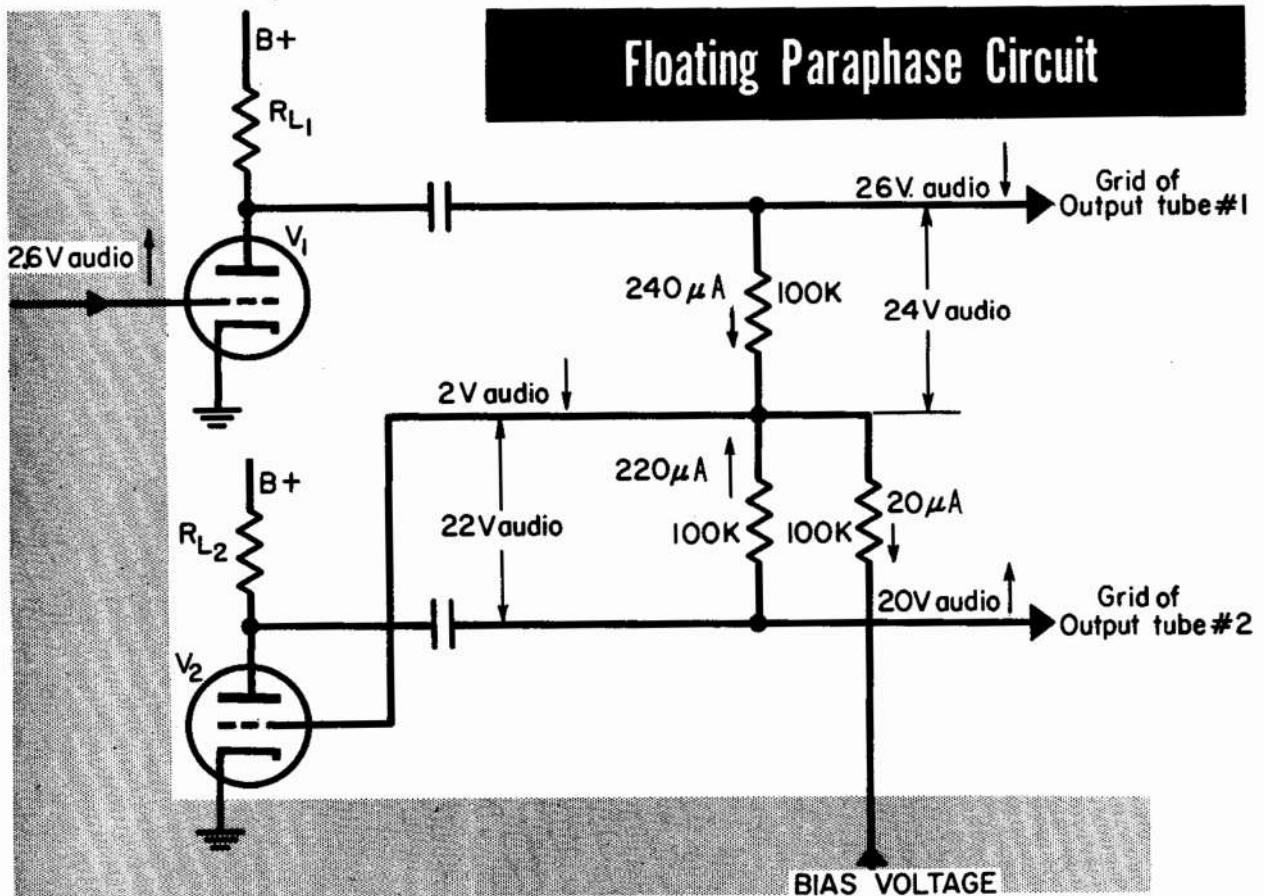 Floating Paraphase Circuit
B+
RL1
26V. audio
Grid of
Output tube #1
V1
2.6V audio
240μA
100K
24V audio
2V audio
B+
220μA
20μA
RL2
22V audio
100K
100K
20V audio
Grid of
Output tube #2
V2
BIAS VOLTAGE